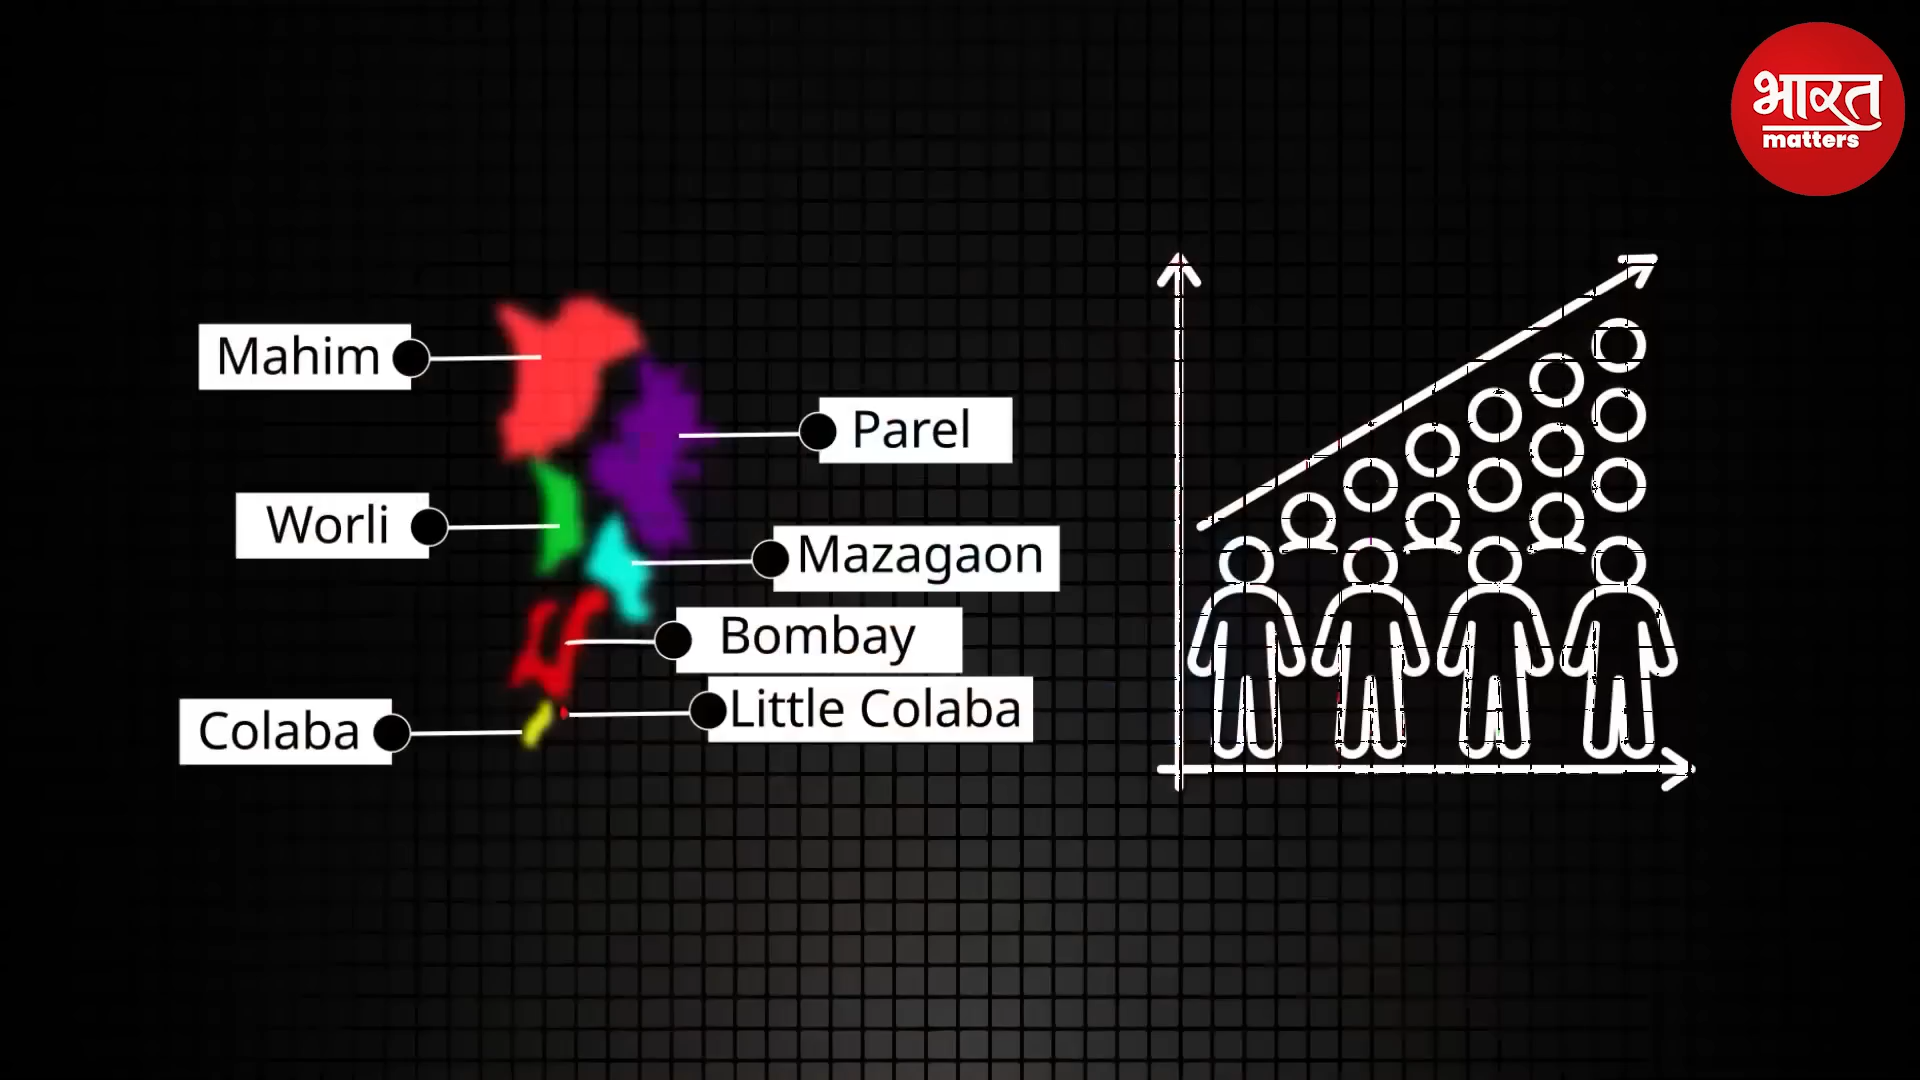 भारत
matters
Mahim
Parel
Worli
Mazagaon
Bombay
Little Colaba
Colaba